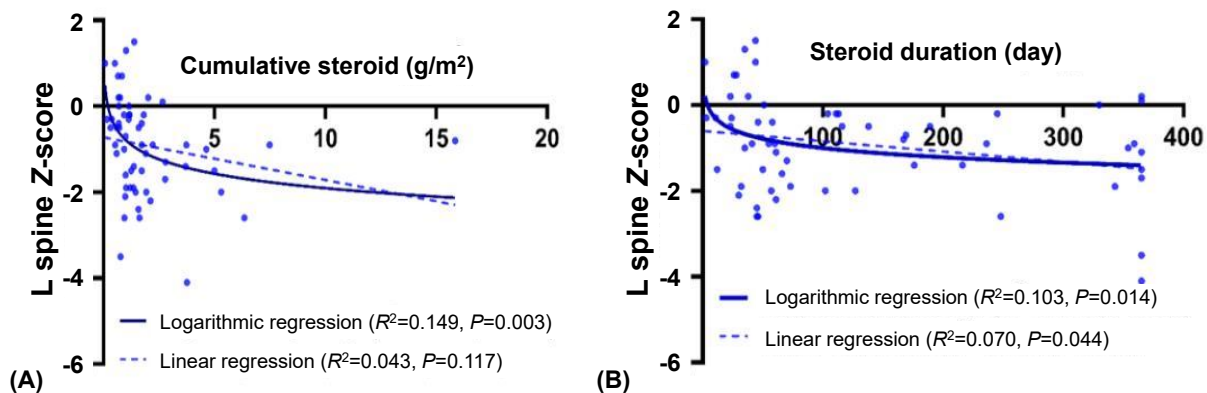 2
Cumulative steroid (g/m²)
0
5
10
15
20
-2
-4
-6
L spine Z-score
Logarithmic regression (R²=0.149, P=0.003)
Linear regression (R²=0.043, P=0.117)
(A)
2
Steroid duration (day)
0
100
200
300
400
-2
-4
-6
L spine Z-score
Logarithmic regression (R²=0.103, P=0.014)
Linear regression (R²=0.070, P=0.044)
(B)